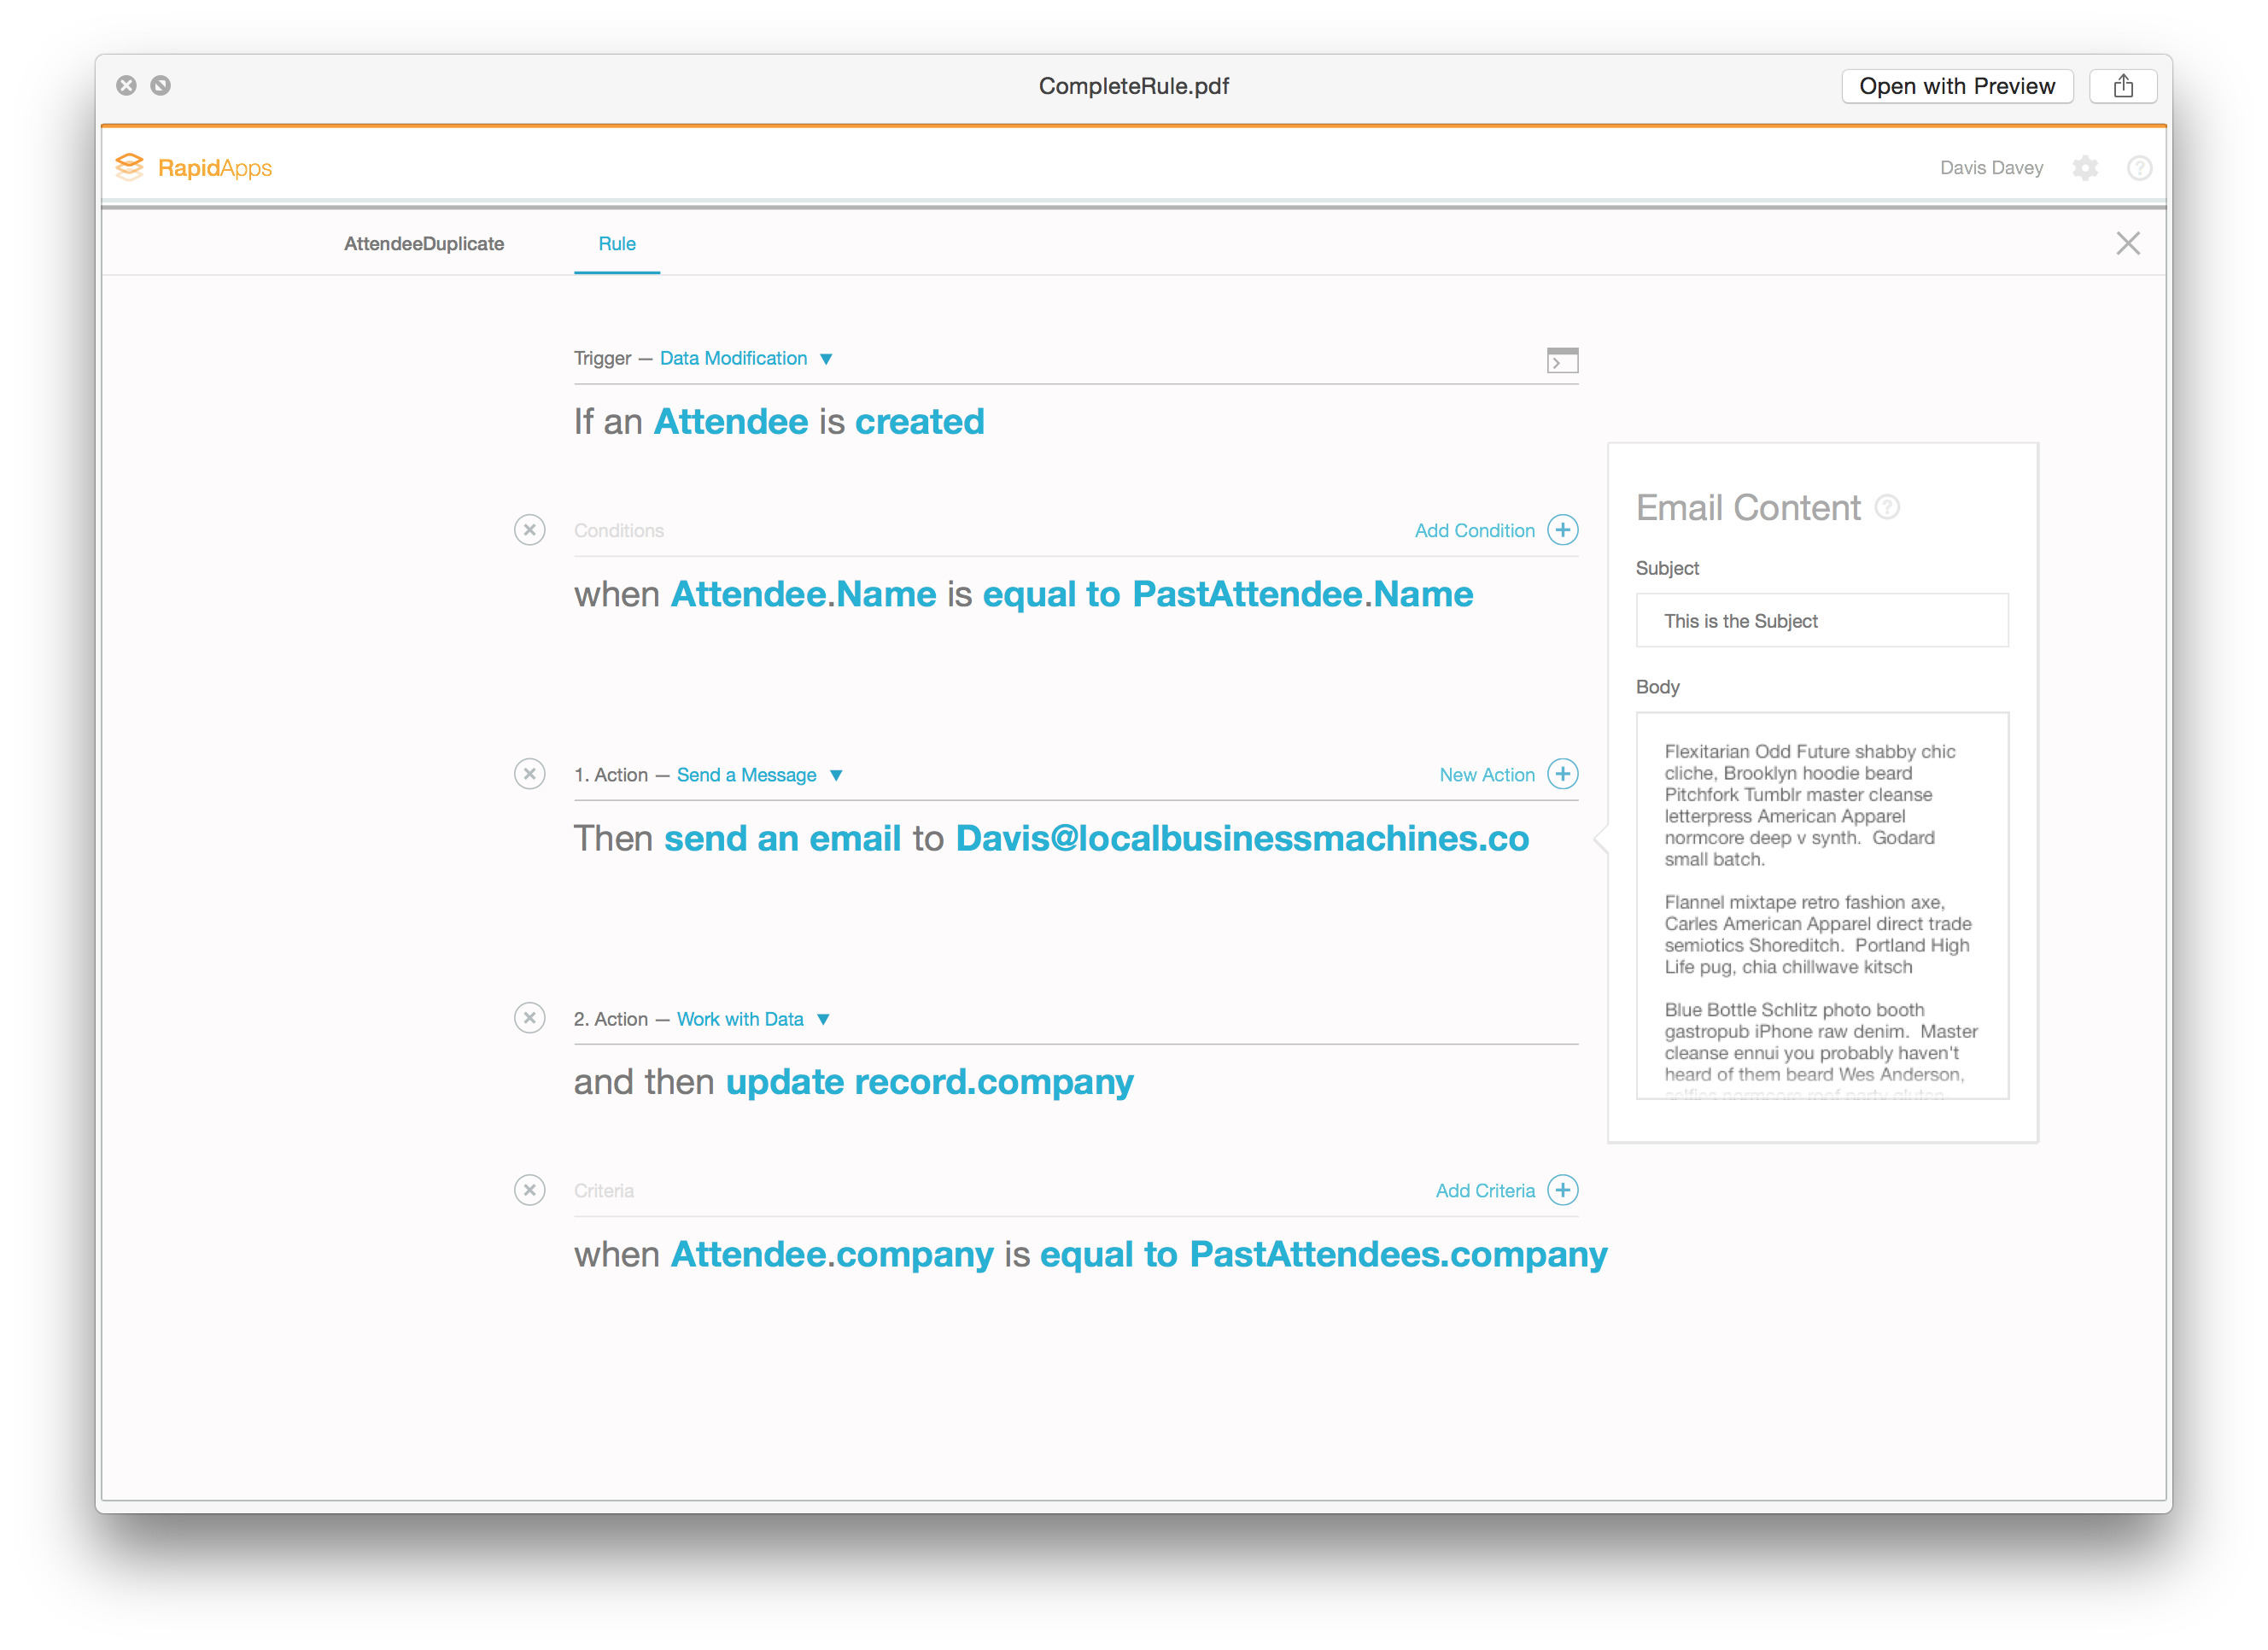 CompleteRule.pdf
Open with Preview
RapidApps
Davis Davey
AttendeeDuplicate
Rule
Trigger — Data Modification
If an Attendee is created
Conditions
Add Condition
when Attendee.Name is equal to PastAttendee.Name
1. Action — Send a Message
New Action
Then send an email to Davis@localbusinessmachines.co
2. Action — Work with Data
and then update record.company
Criteria
Add Criteria
when Attendee.company is equal to PastAttendees.company
Email Content
Subject
This is the Subject
Body
Flexitarian Odd Future shabby chic
cliche, Brooklyn hoodie beard
Pitchfork Tumblr master cleanse
letterpress American Apparel
normcore deep v synth.  Godard
small batch.
Flannel mixtape retro fashion axe,
Carles American Apparel direct trade
semiotics Shoreditch.  Portland High
Life pug, chia chillwave kitsch
Blue Bottle Schlitz photo booth
gastropub iPhone raw denim.  Master
cleanse ennui you probably haven't
heard of them beard Wes Anderson,